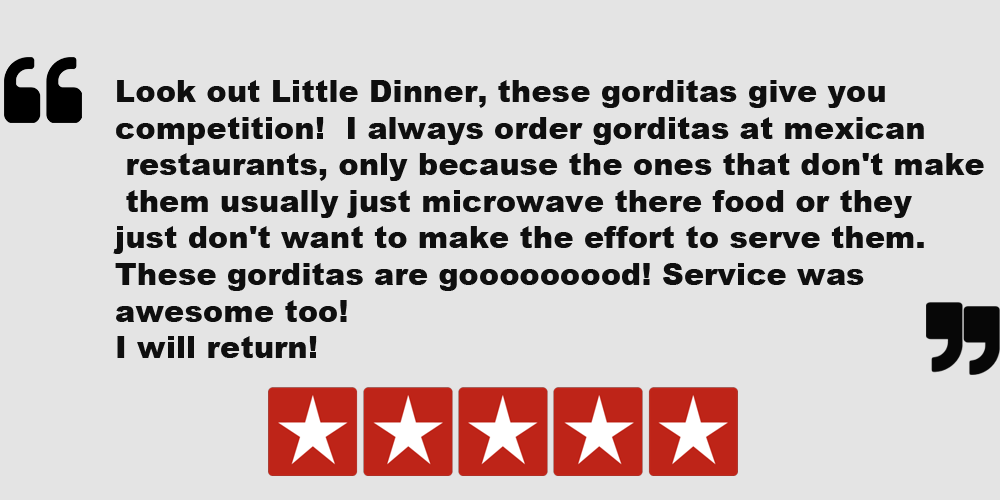 Look out Little Dinner, these gorditas give you
competition!  I always order gorditas at mexican
restaurants, only because the ones that don't make
them usually just microwave there food or they
just don't want to make the effort to serve them.
These gorditas are gooooooood! Service was
awesome too!
I will return!